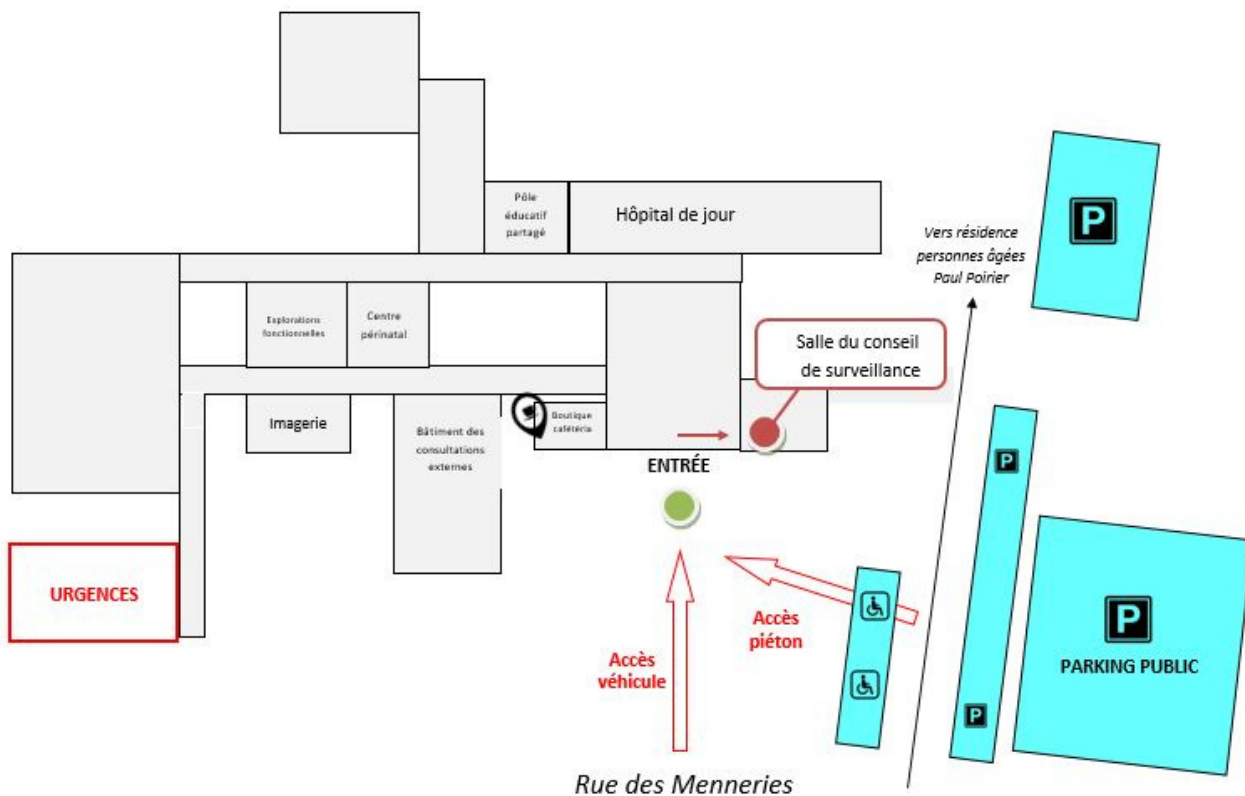 Pôle
éducatif
partagé
Hôpital de jour
Vers résidence
personnes âgées
Paul Poirier
P
Explorations
fonctionnelles
Centre
périnatal
Salle du conseil
de surveillance
Imagerie
Bâtiment des
consultations
externes
Boutique
cafétéria
ENTRÉE
P
URGENCES
Accès
piéton
Accès
véhicule
P
PARKING PUBLIC
P
Rue des Menneries